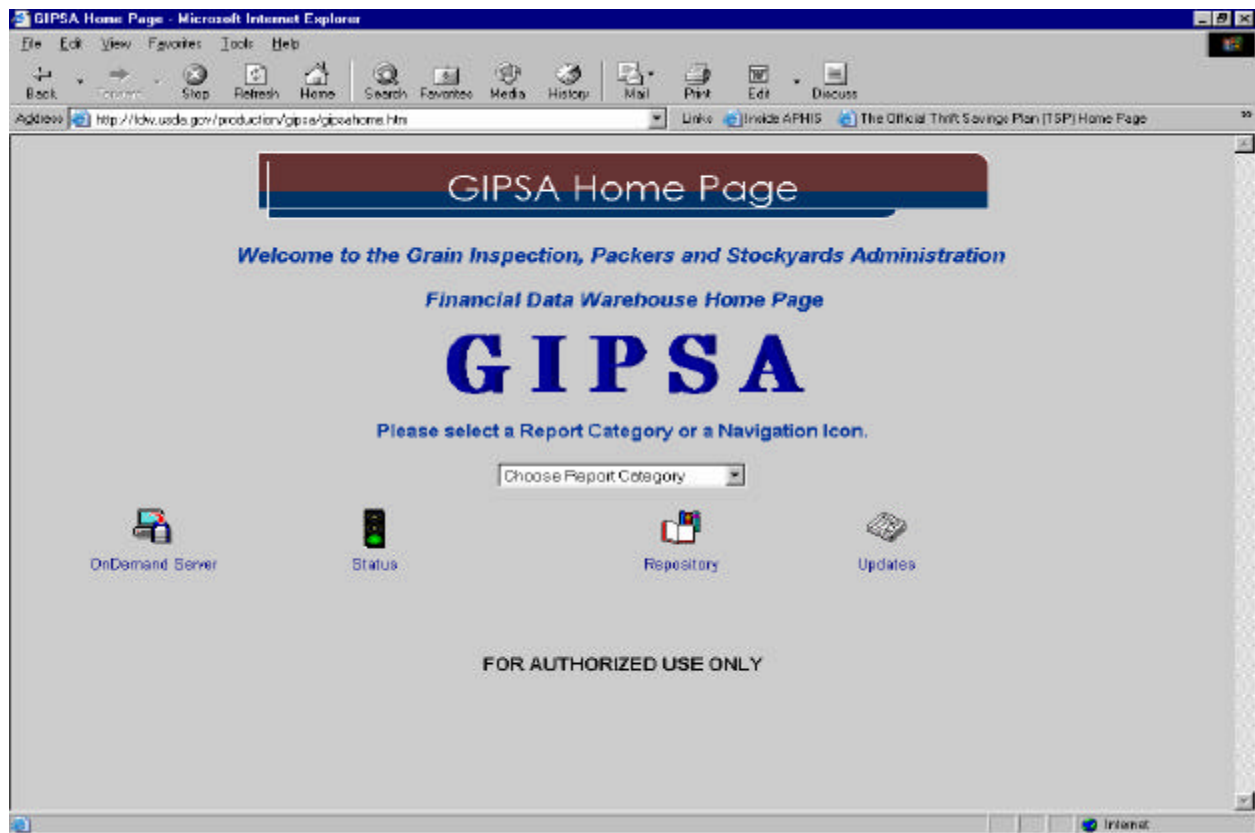 GIPSA Home Page - Microsoft Internet Explorer
File Edit View Favorites Tools Help
Back Forward Stop Refresh Home Search Favorites Media History Mail Print Edit Discuss
Address http://fdw.usda.gov/production/gipsa/gipsahome.htm Links Inside APHIS The Official Thrift Savings Plan (TSP) Home Page
GIPSA Home Page
Welcome to the Grain Inspection, Packers and Stockyards Administration
Financial Data Warehouse Home Page
GIPSA
Please select a Report Category or a Navigation Icon.
Choose Report Category
OnDemand Server Status Repository Updates
FOR AUTHORIZED USE ONLY
Internet